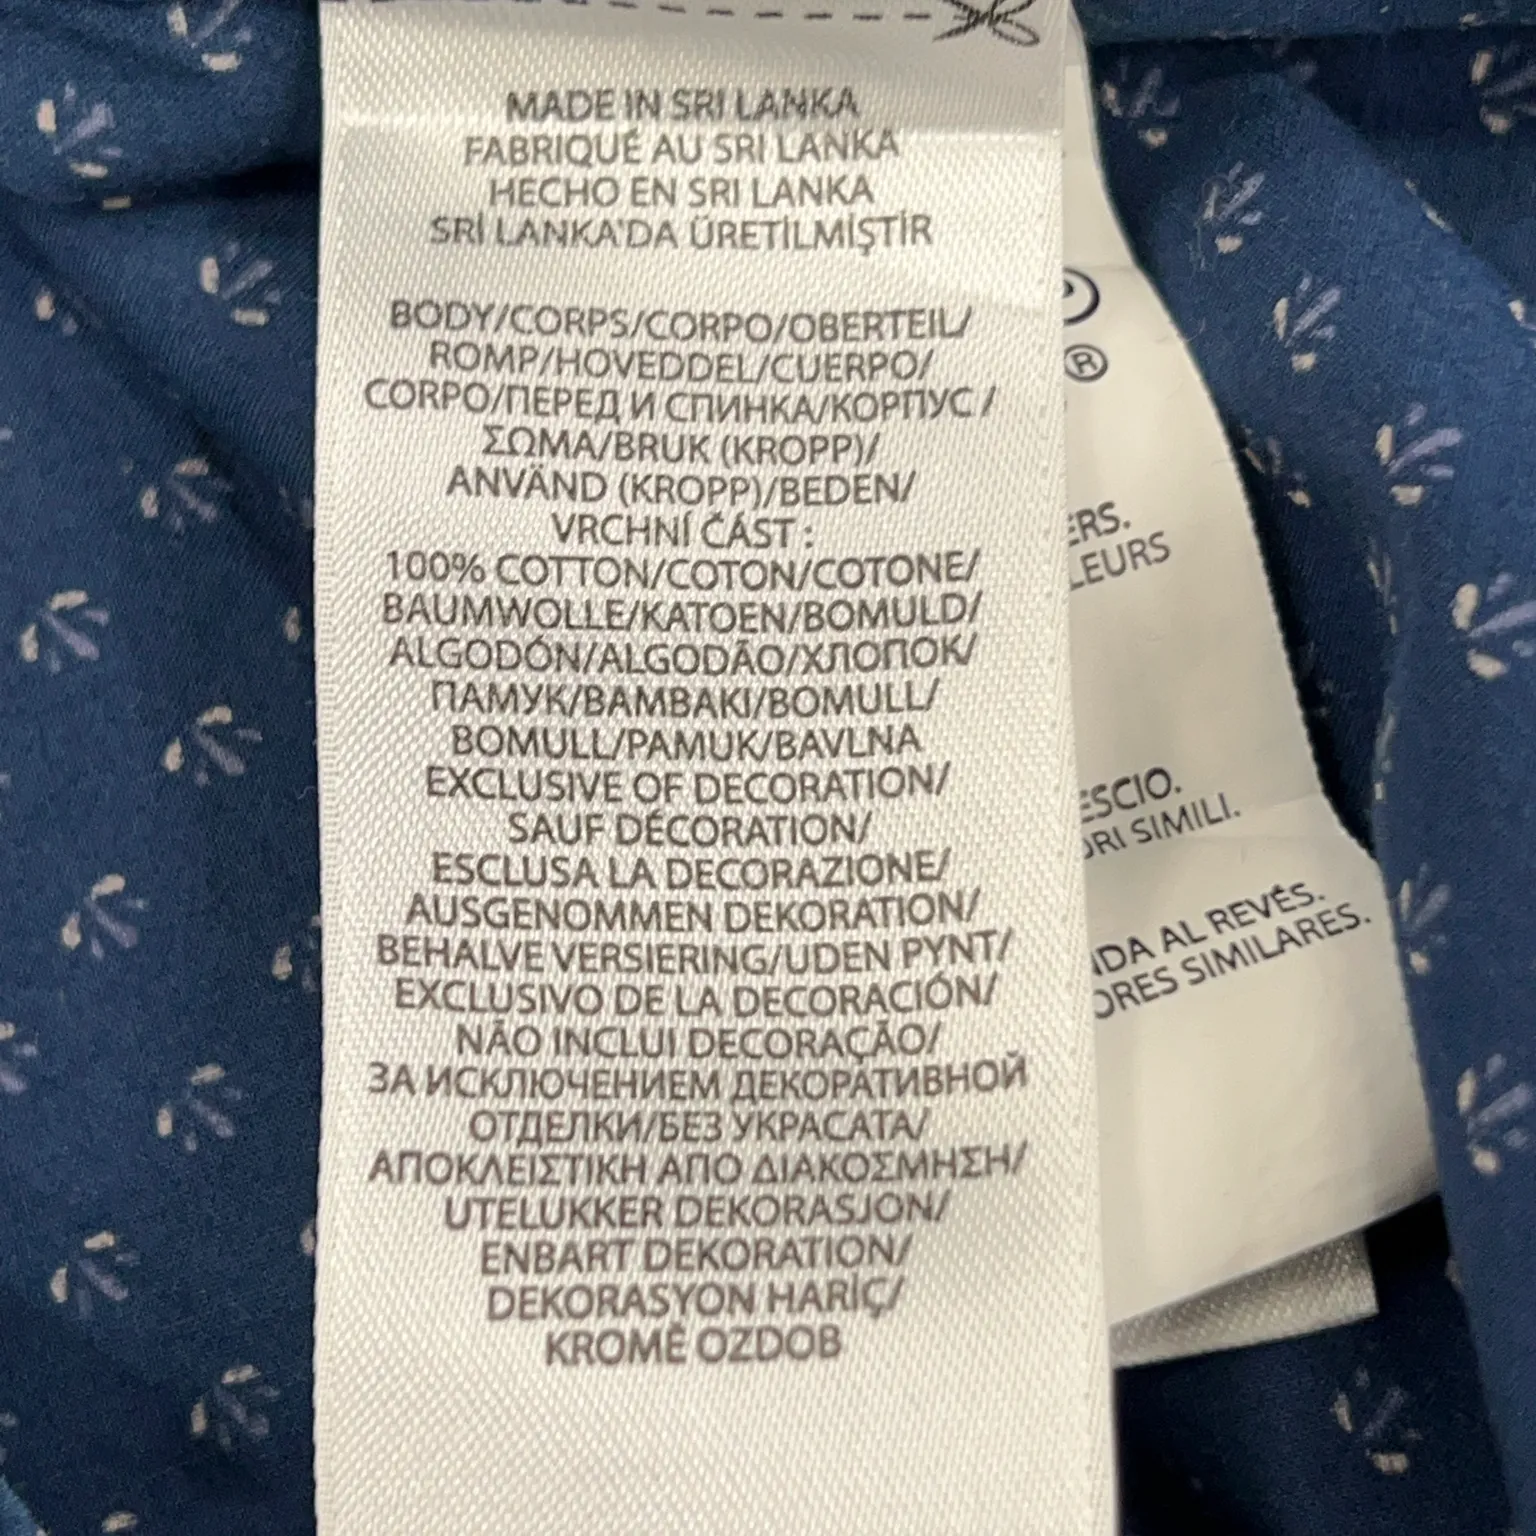 MADE IN SRI LANKA
FABRIQUÉ AU SRI LANKA
HECHO EN SRI LANKA
SRİ LANKA'DA ÜRETİLMİŞTİR
BODY/CORPS/CORPO/OBERTEIL/
ROMP/HOVEDDEL/CUERPO/
CORPO/ПЕРЕД И СПИНКА/КОРПУС /
ΣΩΜΑ/BRUK (KROPP)/
ANVÄND (KROPP)/BEDEN/
VRCHNÍ ČÁST :
100% COTTON/COTON/COTONE/
BAUMWOLLE/KATOEN/BOMULD/
ALGODÓN/ALGODÃO/ХЛОПОК/
ПАМУК/BAMBAKI/BOMULL/
BOMULL/PAMUK/BAVLNA
EXCLUSIVE OF DECORATION/
SAUF DÉCORATION/
ESCLUSA LA DECORAZIONE/
AUSGENOMMEN DEKORATION/
BEHALVE VERSIERING/UDEN PYNT/
EXCLUSIVO DE LA DECORACIÓN/
NÃO INCLUI DECORAÇÃO/
ЗА ИСКЛЮЧЕНИЕМ ДЕКОРАТИВНОЙ
ОТДЕЛКИ/БЕЗ УКРАСАТА/
ΑΠΟΚΛΕΙΣΤΙΚΗ ΑΠΟ ΔΙΑΚΟΣΜΗΣΗ/
UTELUKKER DEKORASJON/
ENBART DEKORATION/
DEKORASYON HARİÇ/
KROMĚ OZDOB
®
ERS.
LEURS
ESCIO.
ORI SIMILI.
NDA AL REVÉS.
ORES SIMILARES.